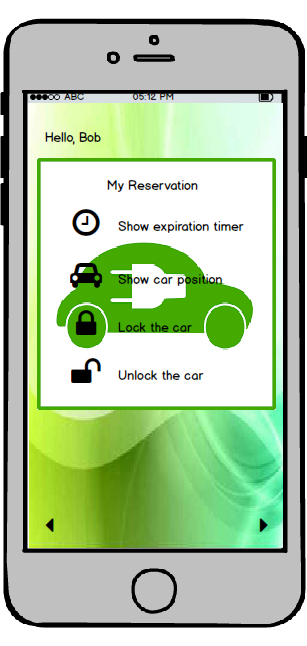 ABC 05:12 PM
Hello, Bob
My Reservation
Show expiration timer
Show car position
Lock the car
Unlock the car